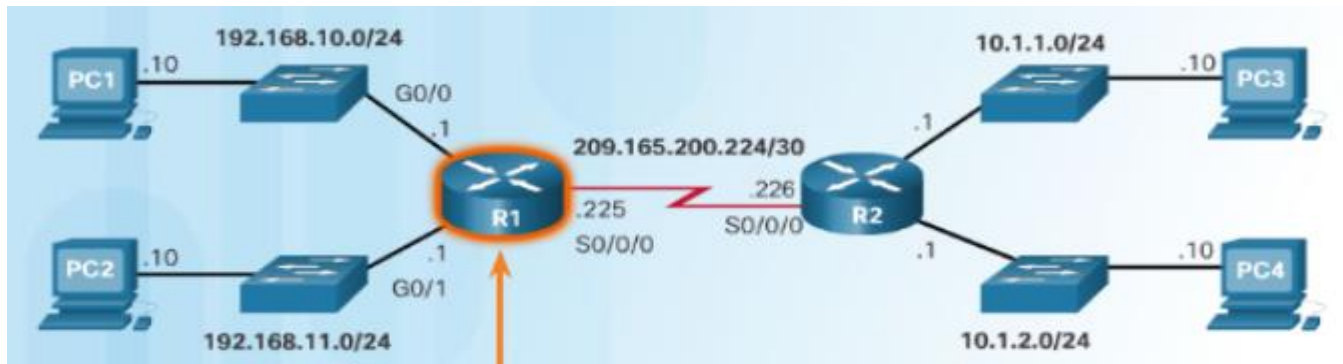 192.168.10.0/24
10.1.1.0/24
PC1
.10
G0/0
.1
.10
PC3
.1
209.165.200.224/30
R1
.225
S0/0/0
.226
S0/0/0
R2
PC2
.10
.1
G0/1
.1
.10
PC4
192.168.11.0/24
10.1.2.0/24